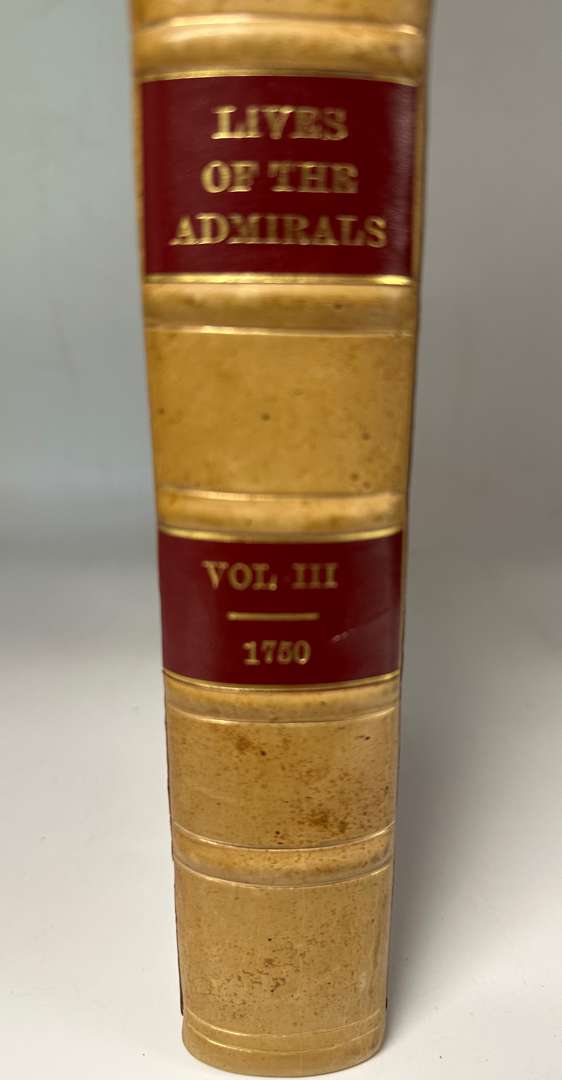 LIVES
OF THE
ADMIRALS
VOL. III
1750